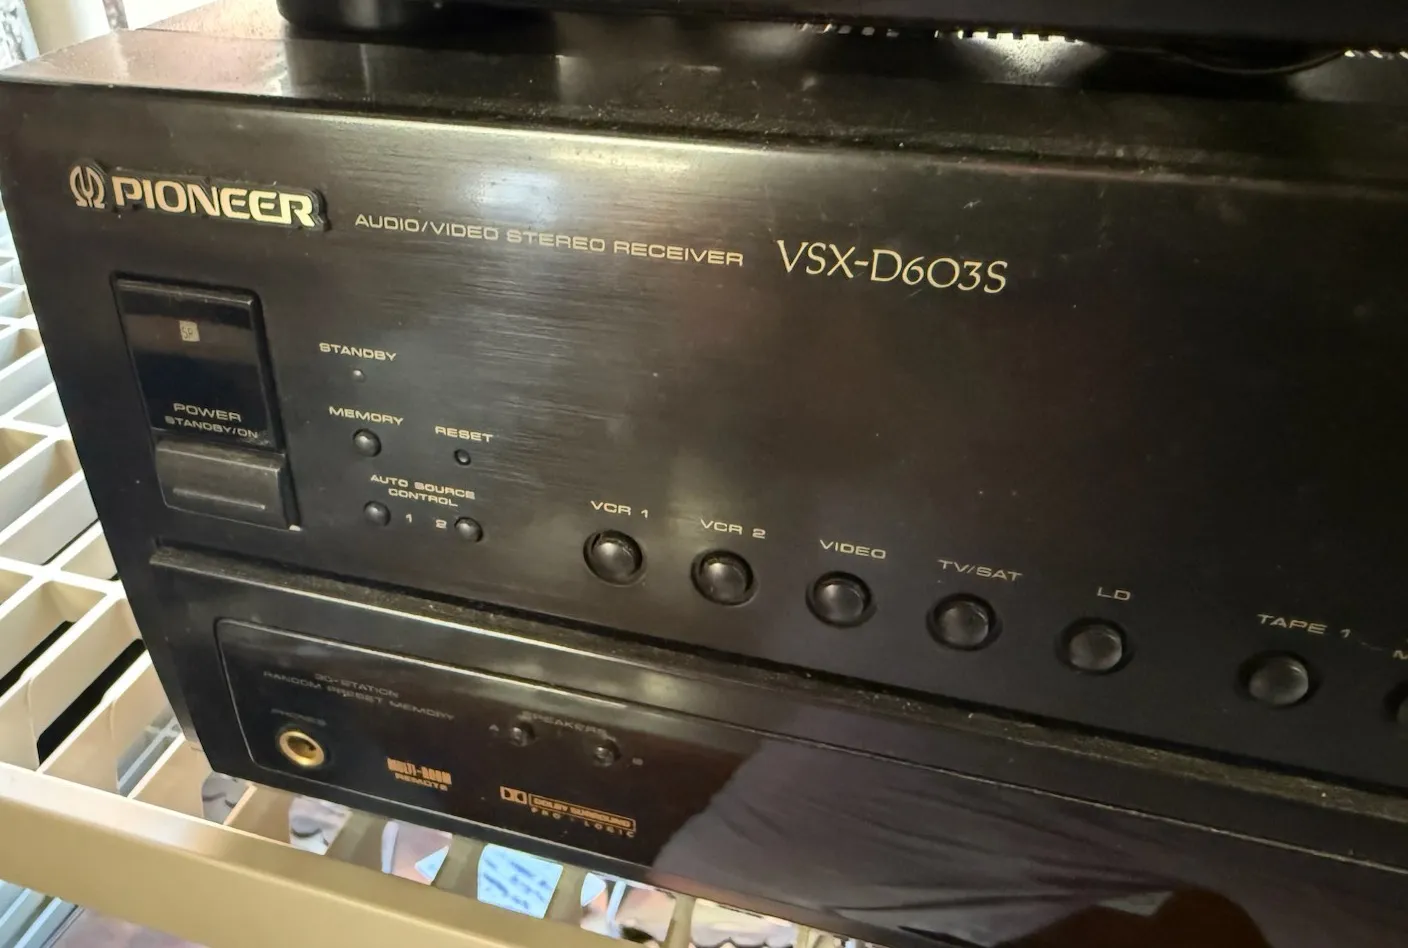 PIONEER
AUDIO/VIDEO STEREO RECEIVER VSX-D603S
SR
POWER
STANDBY/ON
STANDBY
MEMORY
RESET
AUTO SOURCE
CONTROL
1 2
VCR 1
VCR 2
VIDEO
TV/SAT
LD
TAPE 1
30-STATION
RANDOM PRESET MEMORY
PHONES
A SPEAKERS B
MULTI-ROOM
REMOTE
DOLBY SURROUND
PRO • LOGIC